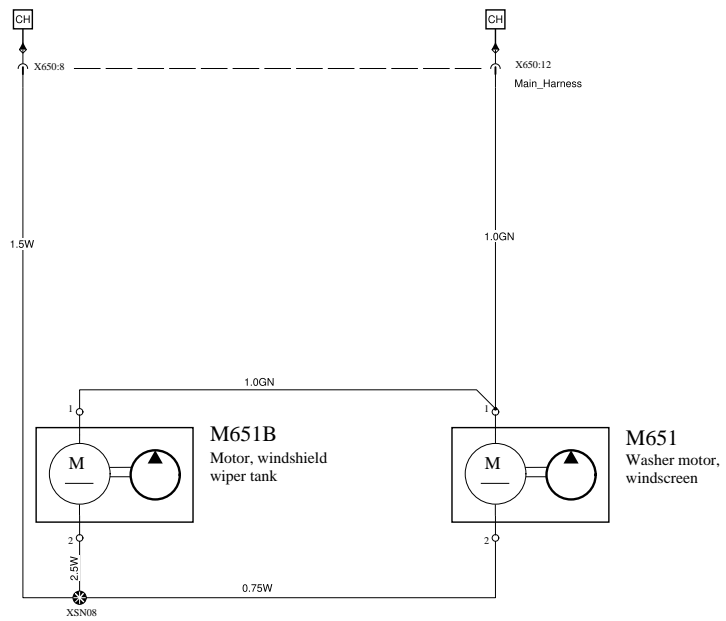 CH
CH
X650:8
X650:12
Main_Harness
1.5W
1.0GN
1.0GN
1
1
M651B
Motor, windshield
wiper tank
M
M651
Washer motor,
windscreen
M
2
2
2.5W
0.75W
XSN08